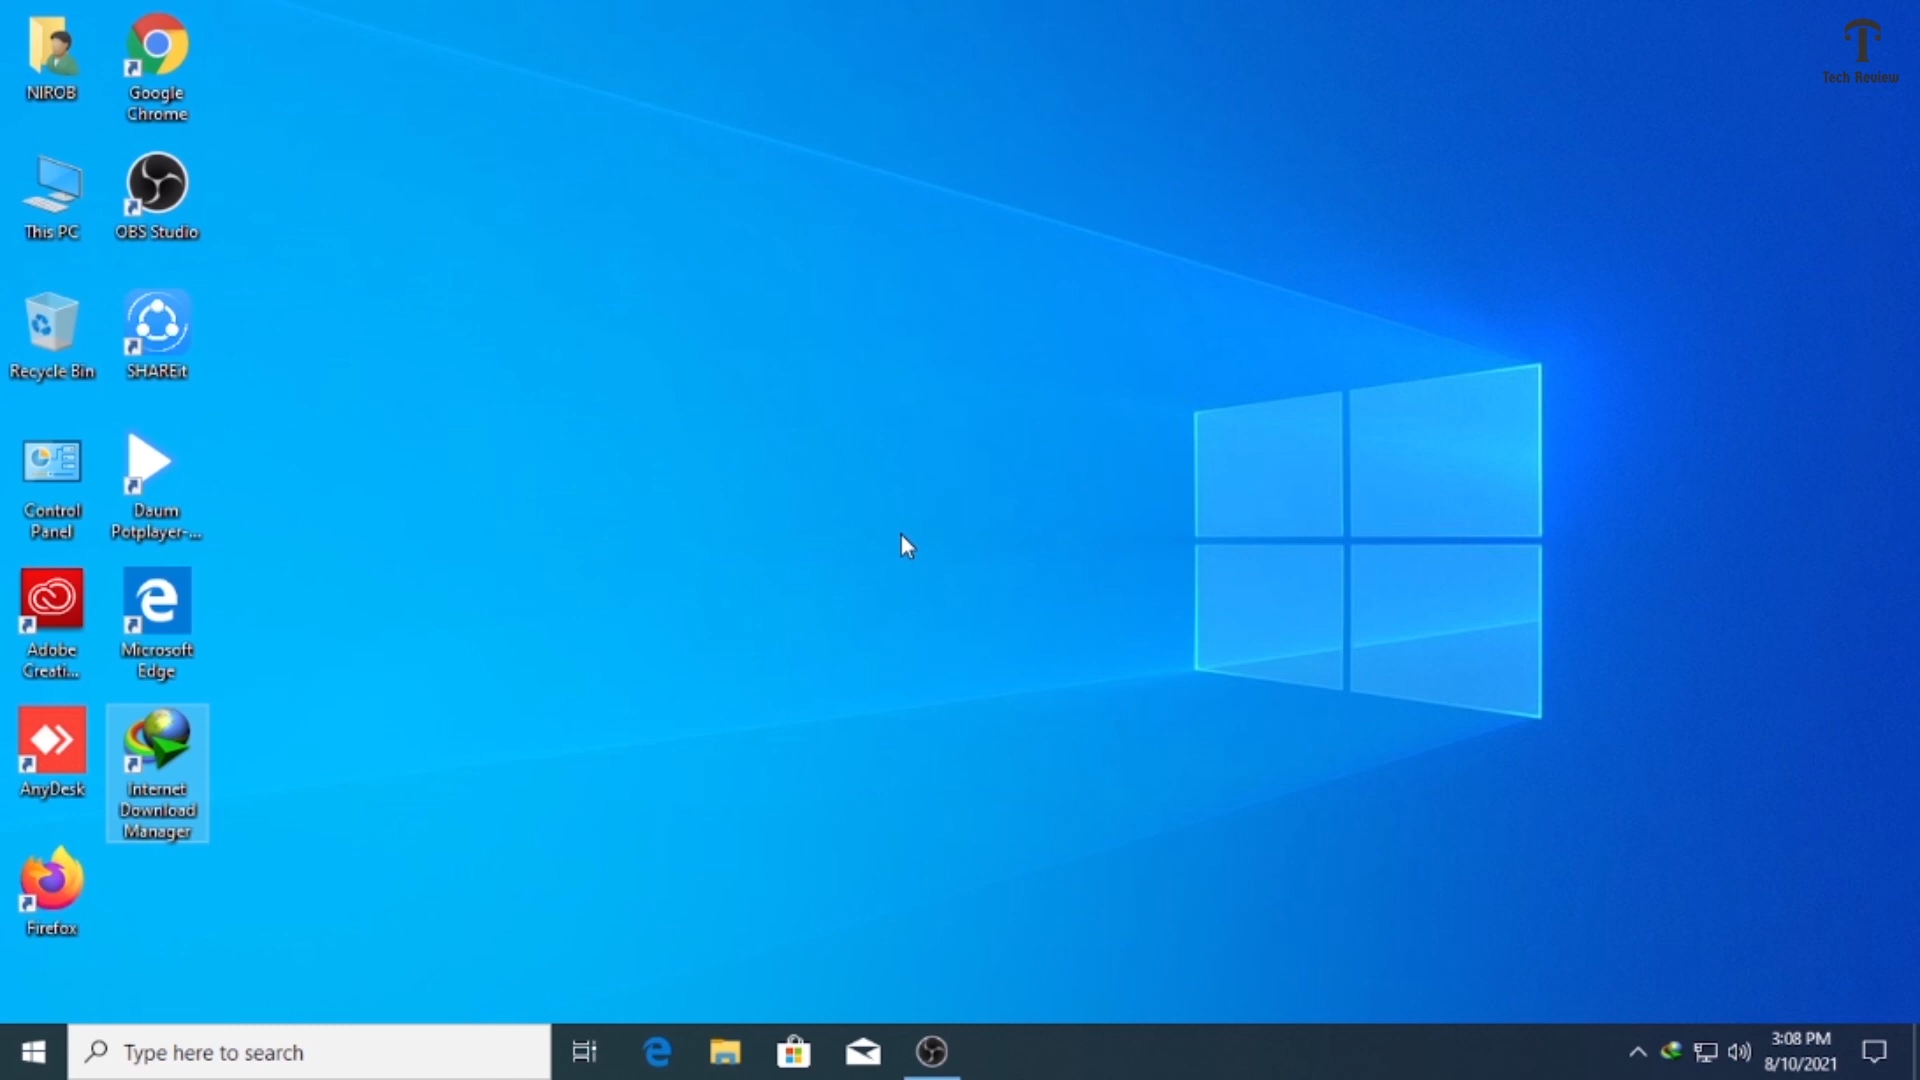 NIROB
Google
Chrome
Tech Review
This PC
OBS Studio
Recycle Bin
SHAREit
Control
Panel
Daum
Potplayer-...
Adobe
Creati...
Microsoft
Edge
AnyDesk
Internet
Download
Manager
Firefox
Type here to search
3:08 PM
8/10/2021